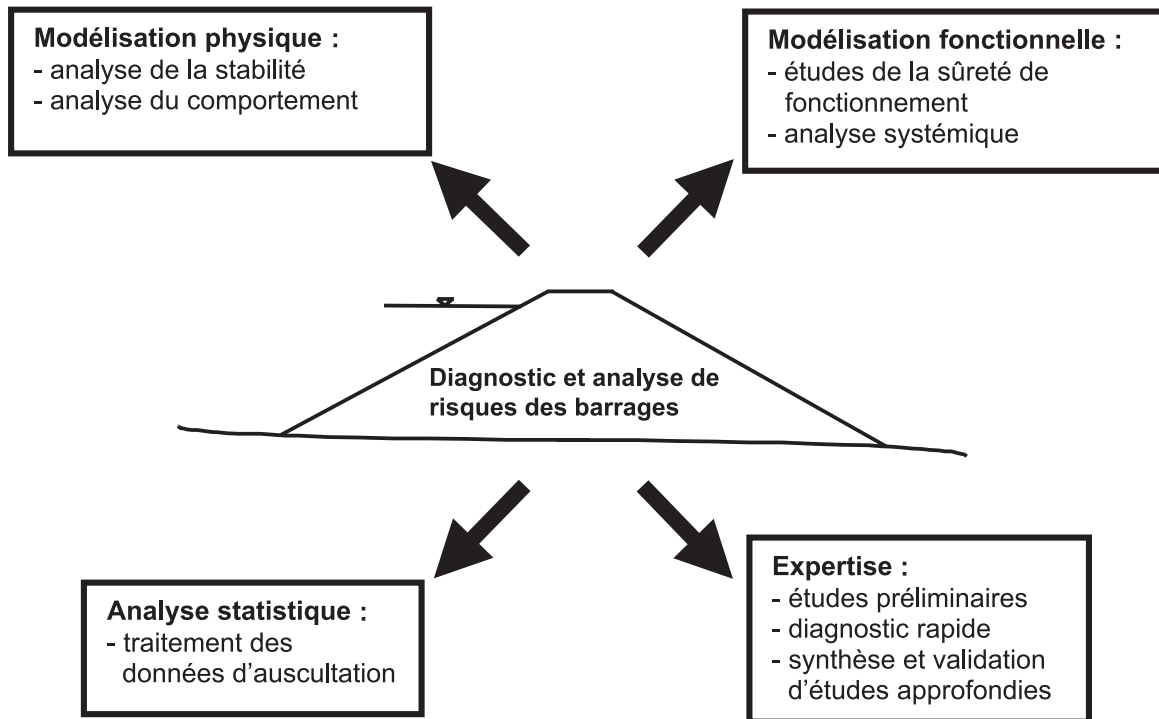 Modélisation physique :
- analyse de la stabilité
- analyse du comportement
Modélisation fonctionnelle :
- études de la sûreté de
fonctionnement
- analyse systémique
Diagnostic et analyse de
risques des barrages
Analyse statistique :
- traitement des
données d'auscultation
Expertise :
- études préliminaires
- diagnostic rapide
- synthèse et validation
d'études approfondies